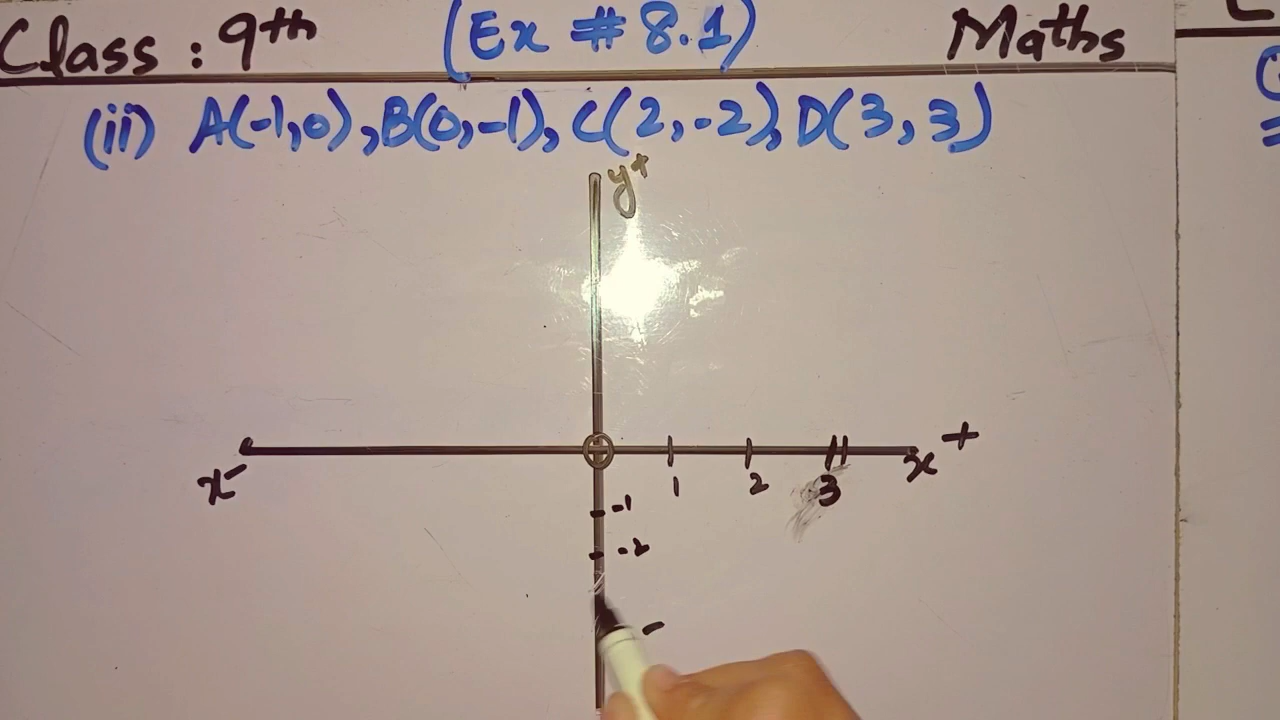 Class : 9th (Ex # 8.1) Maths
(ii) A(-1,0), B(0,-1), C(2,-2), D(3,3)
y+
x- x+
1 2 3
-1
-2
-